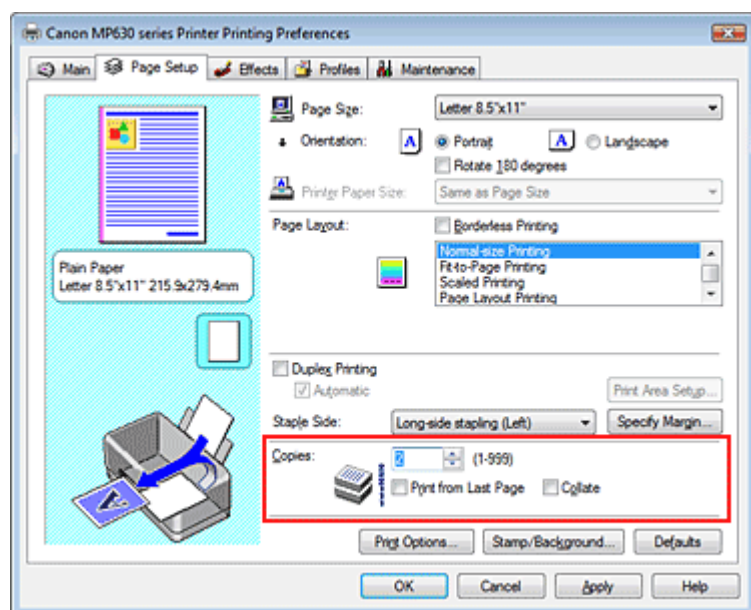 Canon MP630 series Printer Printing Preferences
Main Page Setup Effects Profiles Maintenance
Page Size: Letter 8.5"x11"
Orientation: A Portrait A Landscape
Rotate 180 degrees
Printer Paper Size: Same as Page Size
Page Layout: Borderless Printing
Normal-size Printing
Fit-to-Page Printing
Scaled Printing
Page Layout Printing
Plain Paper
Letter 8.5"x11" 215.9x279.4mm
Duplex Printing
Automatic Print Area Setup...
Staple Side: Long-side stapling (Left) Specify Margin...
Copies: 2 (1-999)
Print from Last Page Collate
Print Options... Stamp/Background... Defaults
OK Cancel Apply Help